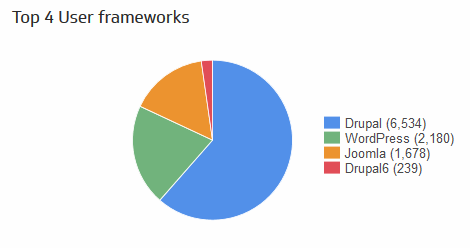 Top 4 User frameworks
Drupal (6,534)
WordPress (2,180)
Joomla (1,678)
Drupal6 (239)